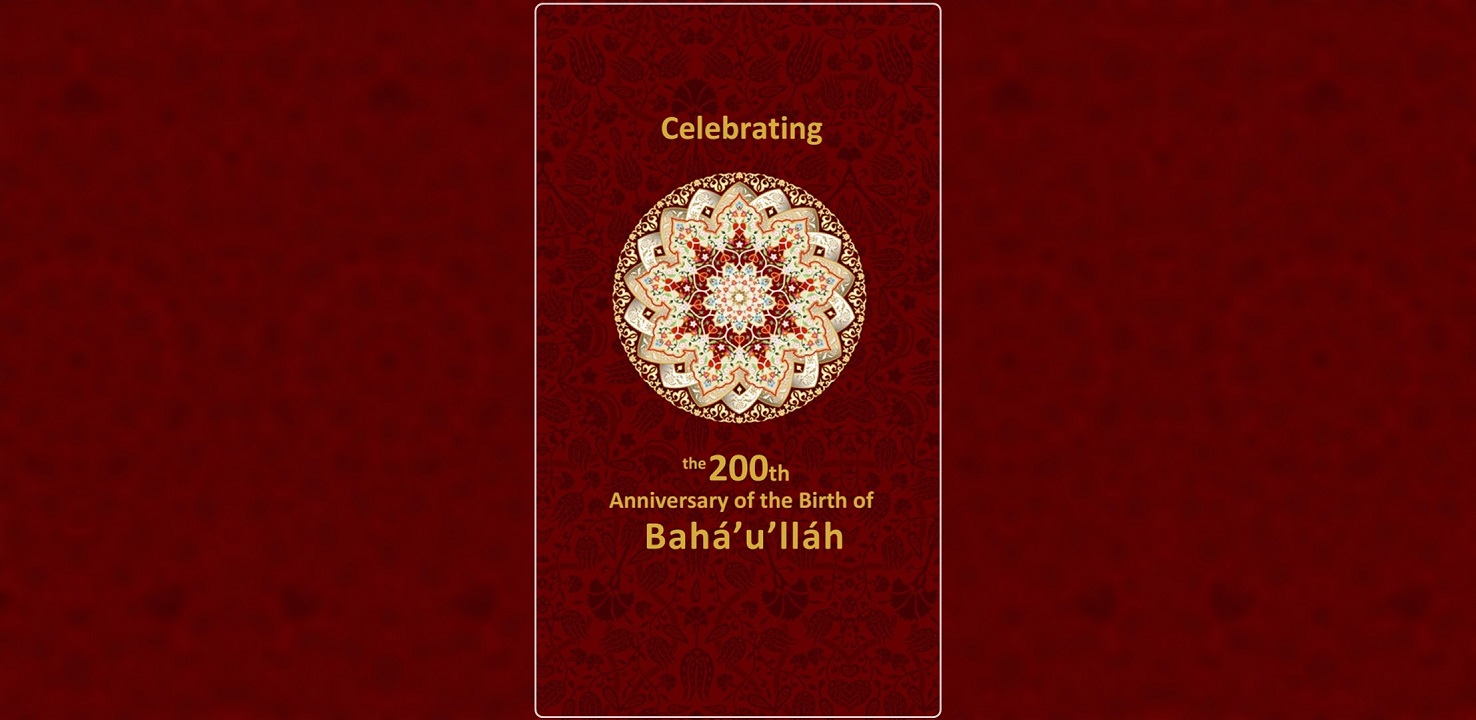 Celebrating
the 200th
Anniversary of the Birth of
Bahá’u’lláh